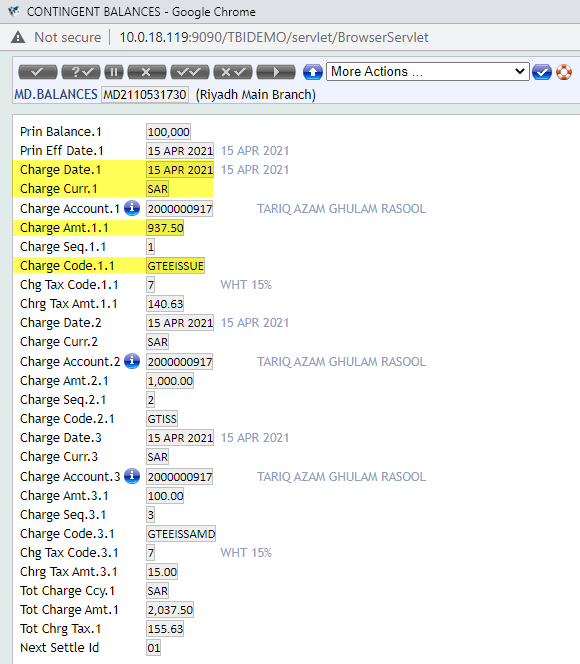 CONTINGENT BALANCES - Google Chrome
Not secure | 10.0.18.119:9090/TBIDEMO/servlet/BrowserServlet
More Actions ...
MD.BALANCES MD2110531730 (Riyadh Main Branch)
Prin Balance.1 100,000
Prin Eff Date.1 15 APR 2021 15 APR 2021
Charge Date.1 15 APR 2021 15 APR 2021
Charge Curr.1 SAR
Charge Account.1 2000000917 TARIQ AZAM GHULAM RASOOL
Charge Amt.1.1 937.50
Charge Seq.1.1 1
Charge Code.1.1 GTEEISSUE
Chg Tax Code.1.1 7 WHT 15%
Chrg Tax Amt.1.1 140.63
Charge Date.2 15 APR 2021 15 APR 2021
Charge Curr.2 SAR
Charge Account.2 2000000917 TARIQ AZAM GHULAM RASOOL
Charge Amt.2.1 1,000.00
Charge Seq.2.1 2
Charge Code.2.1 GTISS
Charge Date.3 15 APR 2021 15 APR 2021
Charge Curr.3 SAR
Charge Account.3 2000000917 TARIQ AZAM GHULAM RASOOL
Charge Amt.3.1 100.00
Charge Seq.3.1 3
Charge Code.3.1 GTEEISSAMD
Chg Tax Code.3.1 7 WHT 15%
Chrg Tax Amt.3.1 15.00
Tot Charge Ccy.1 SAR
Tot Charge Amt.1 2,037.50
Tot Chrg Tax.1 155.63
Next Settle Id 01